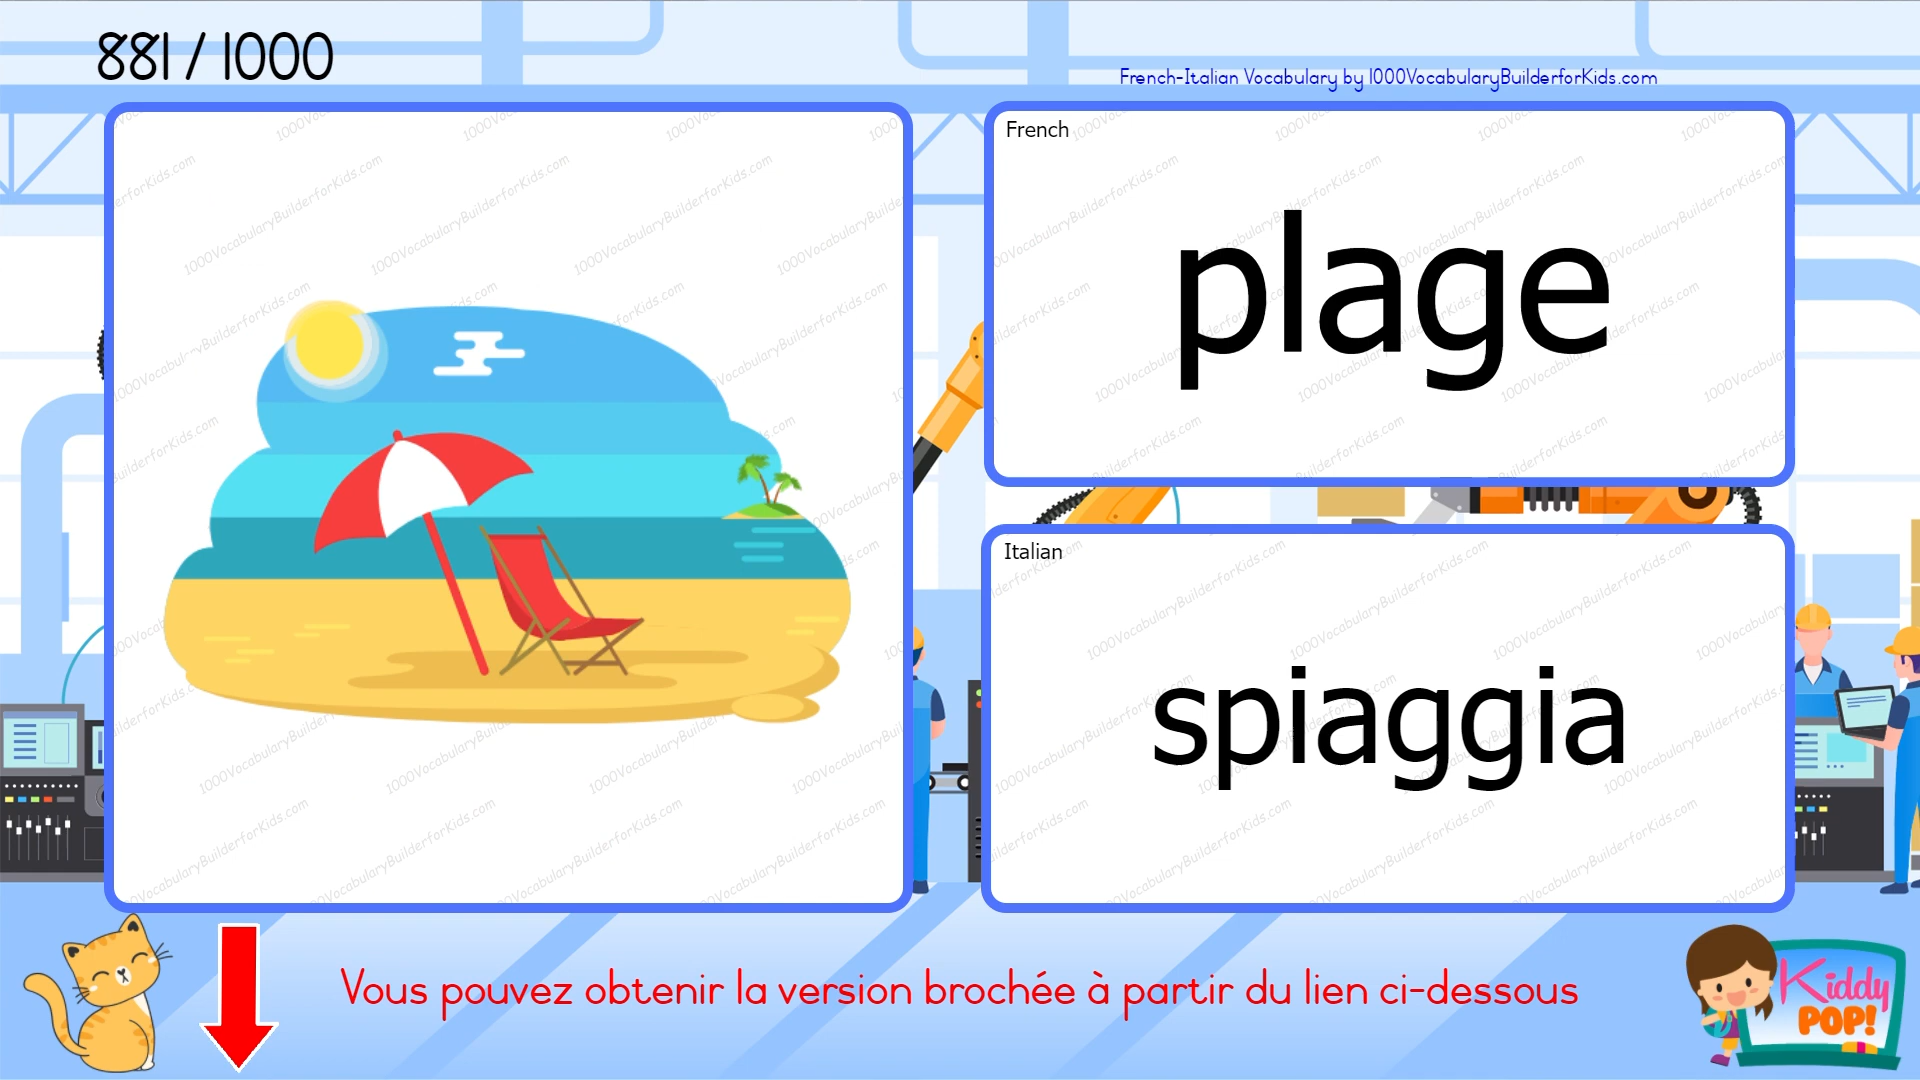 881 / 1000
French-Italian Vocabulary by 1000VocabularyBuilderforKids.com
French
plage
Italian
spiaggia
Vous pouvez obtenir la version brochée à partir du lien ci-dessous
Kiddy
POP!